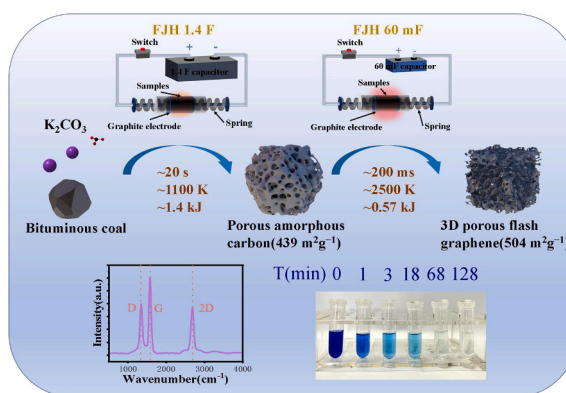 FJH 1.4 F
FJH 60 mF
Switch
+ -
1.4 F capacitor
Samples
Graphite electrode
Spring
Switch
+ -
60 mF capacitor
Samples
Graphite electrode
Spring
K₂CO₃
Bituminous coal
~20 s
~1100 K
~1.4 kJ
Porous amorphous
carbon(439 m²g⁻¹)
~200 ms
~2500 K
~0.57 kJ
3D porous flash
graphene(504 m²g⁻¹)
Intensity(a.u.)
D G 2D
500 2000 3000 4000
Wavenumber(cm⁻¹)
T(min) 0 1 3 18 68 128